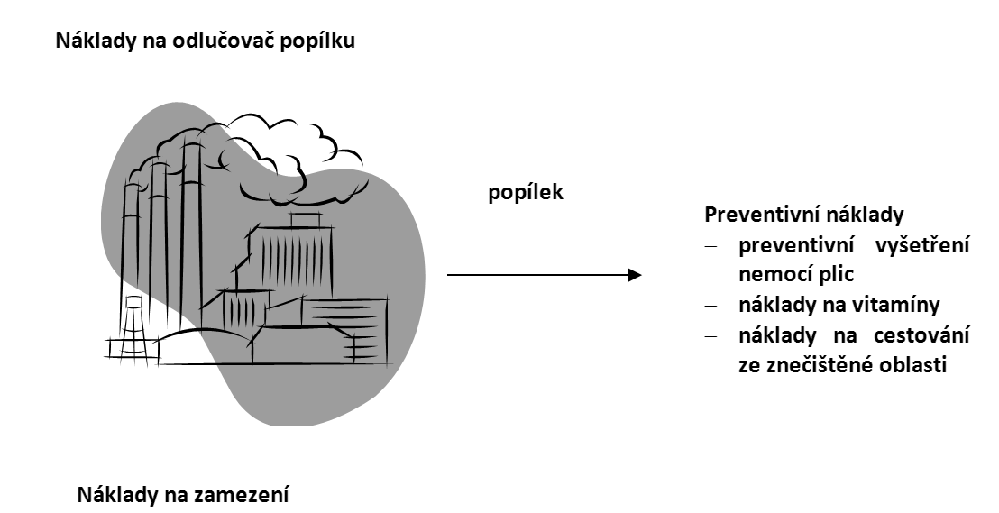 Náklady na odlučovač popílku
popílek
Preventivní náklady
– preventivní vyšetření
nemocí plic
– náklady na vitamíny
– náklady na cestování
ze znečištěné oblasti
Náklady na zamezení